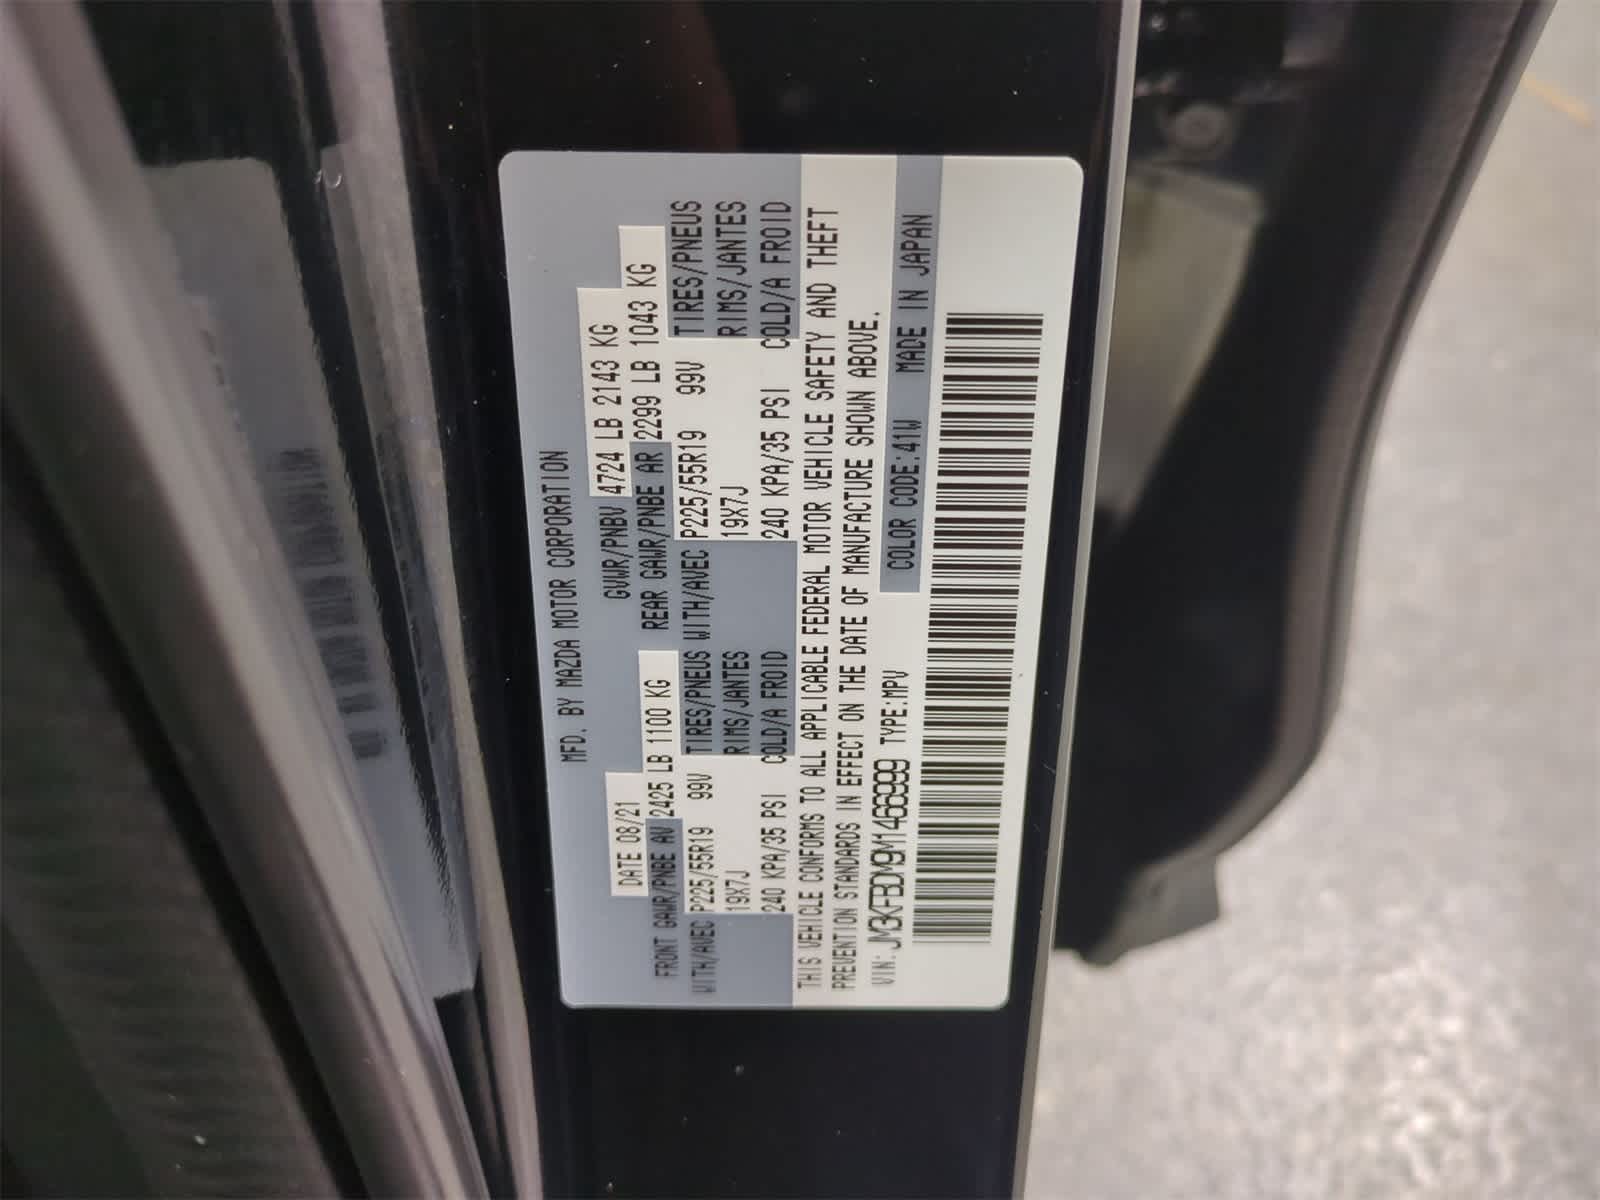 MFD. BY MAZDA MOTOR CORPORATION
DATE 08/21 GVWR/PNBV 4724 LB 2143 KG
FRONT GAWR/PNBE AV 2425 LB 1100 KG REAR GAWR/PNBE AR 2299 LB 1043 KG
WITH/AVEC P225/55R19 99V TIRES/PNEUS WITH/AVEC P225/55R19 99V TIRES/PNEUS
19X7J RIMS/JANTES 19X7J RIMS/JANTES
240 KPA/35 PSI COLD/A FROID 240 KPA/35 PSI COLD/A FROID
THIS VEHICLE CONFORMS TO ALL APPLICABLE FEDERAL MOTOR VEHICLE SAFETY AND THEFT
PREVENTION STANDARDS IN EFFECT ON THE DATE OF MANUFACTURE SHOWN ABOVE.
VIN: JM3KFBDM9M1466999 TYPE:MPV COLOR CODE:41W MADE IN JAPAN